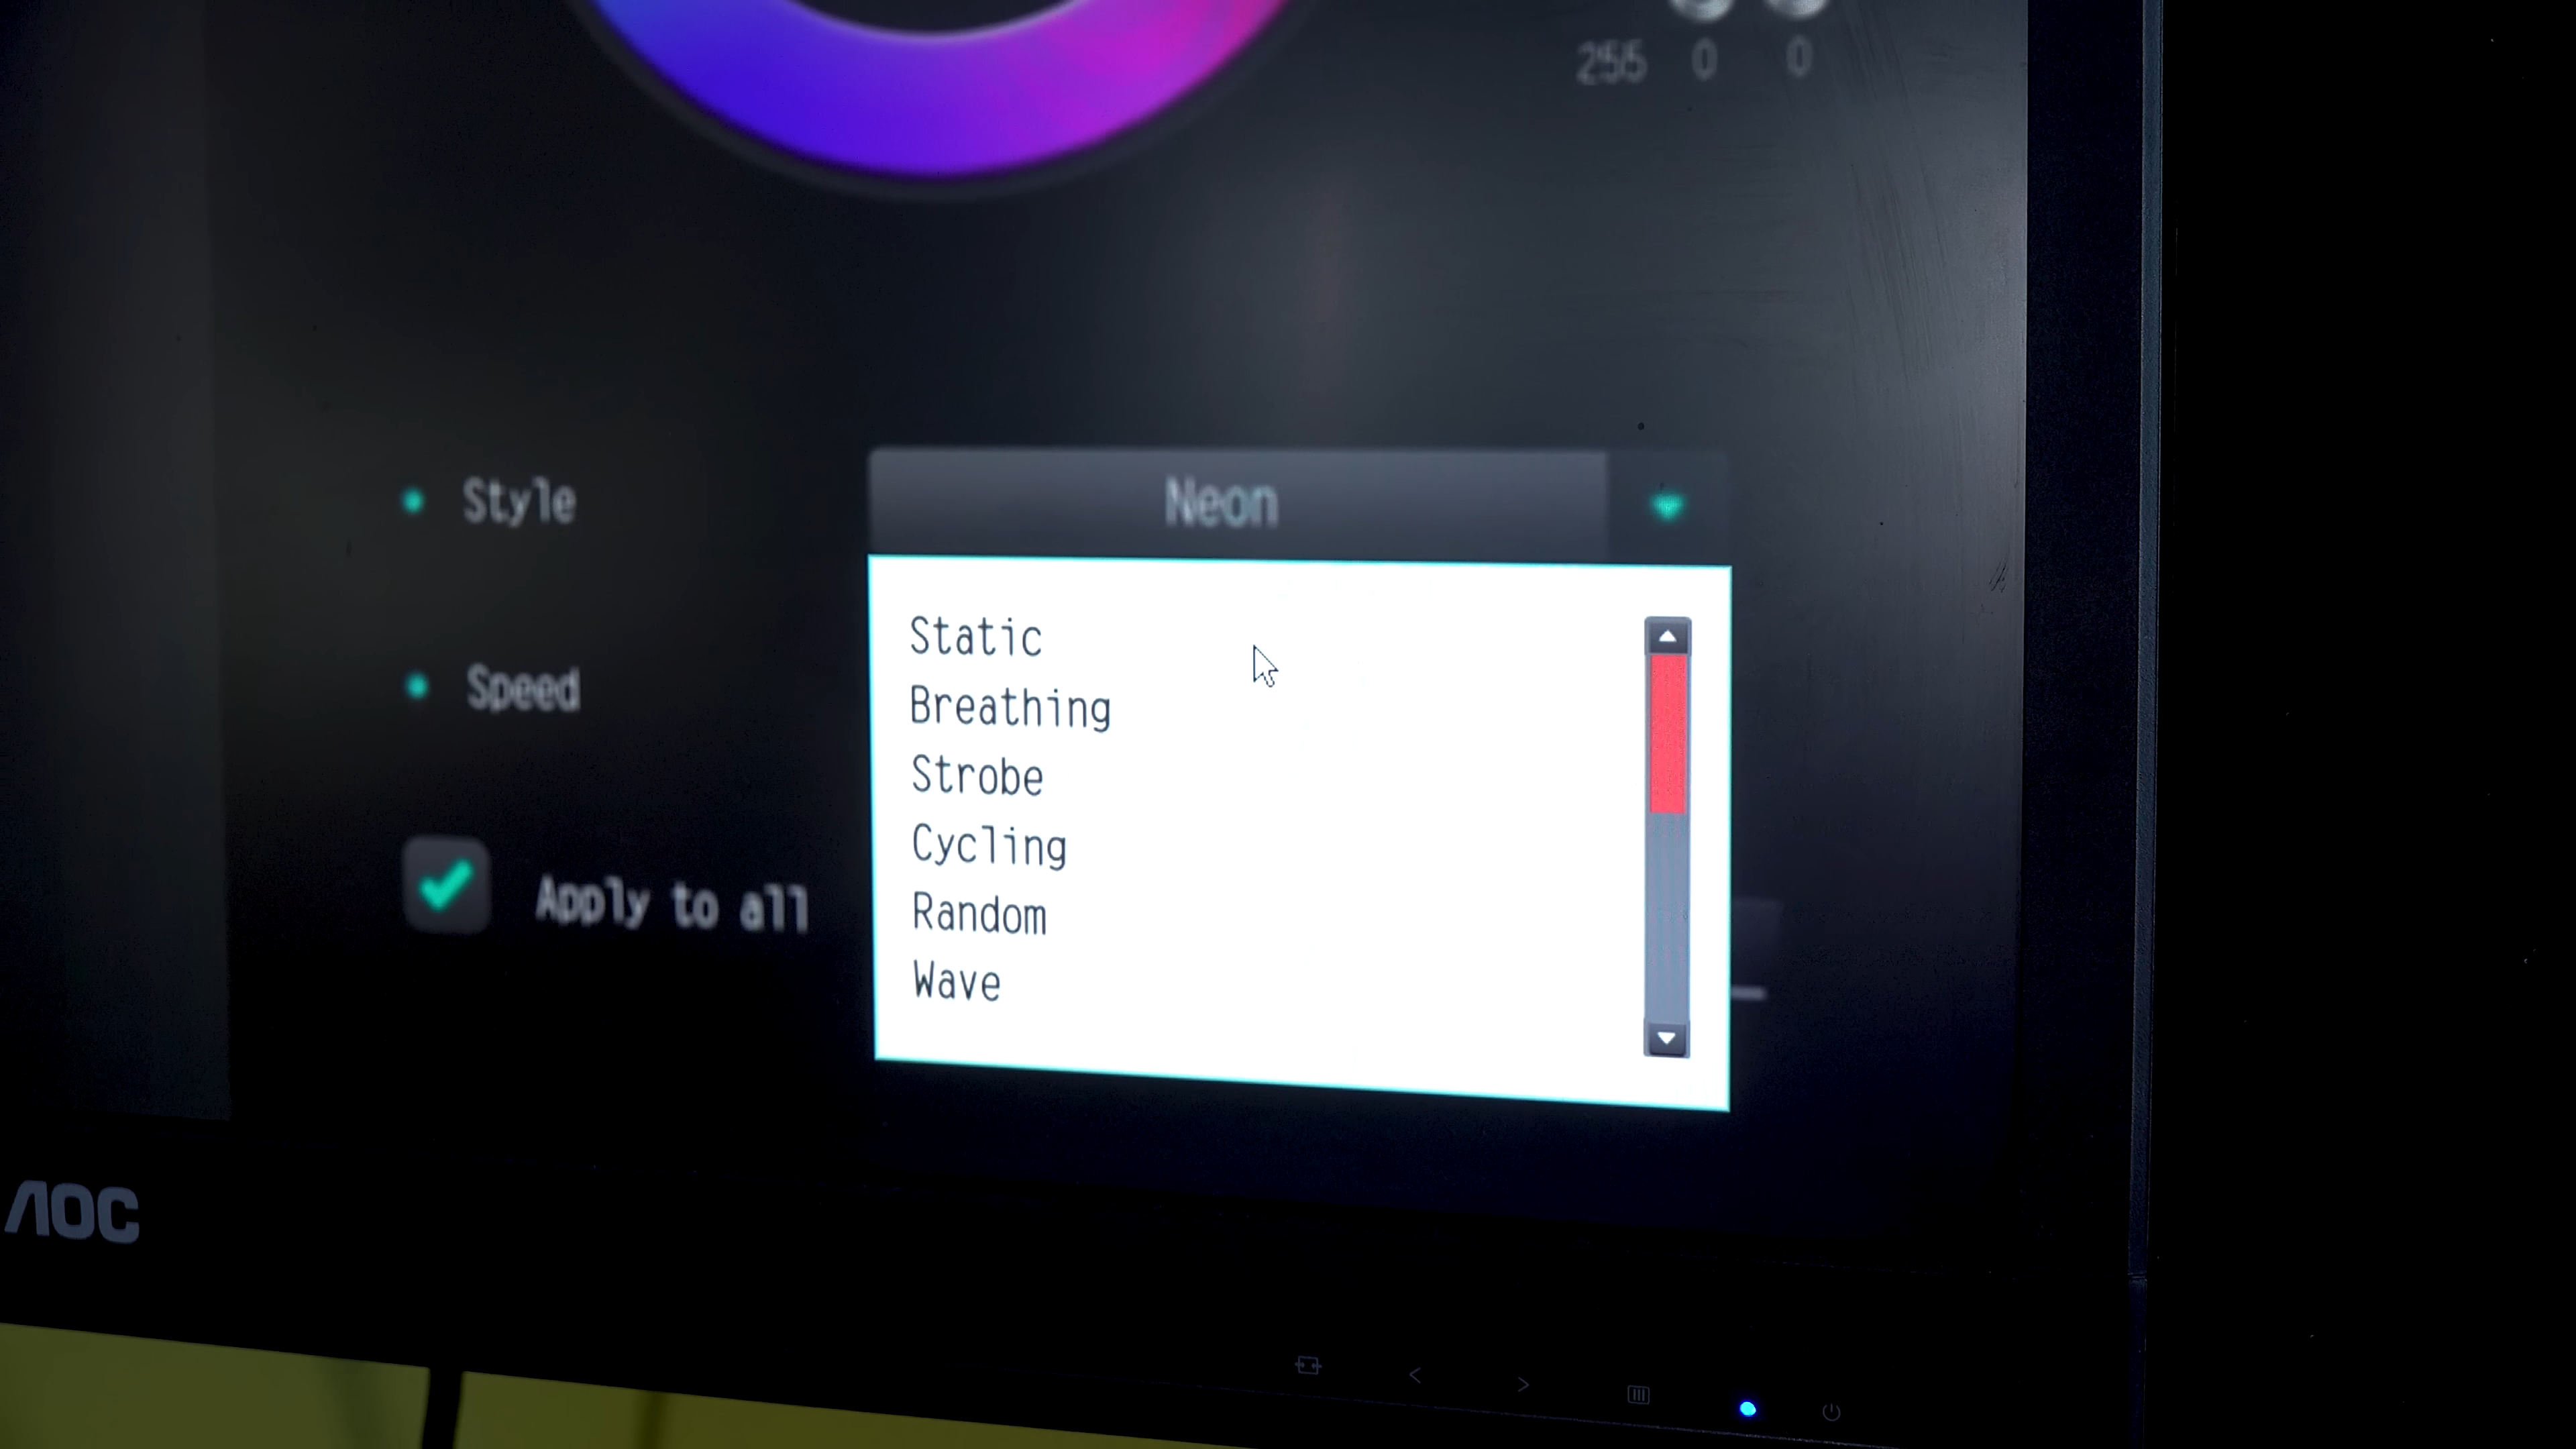 255 0 0
Style
Neon
Static
Breathing
Speed
Strobe
Cycling
Apply to all
Random
Wave
AOC